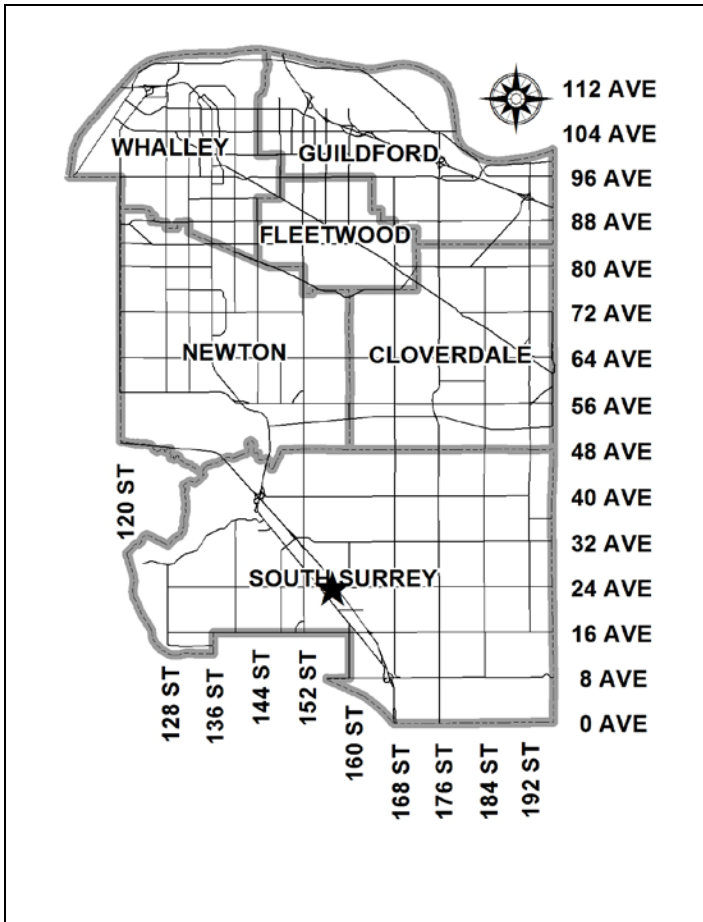 112 AVE
104 AVE
WHALLEY
GUILDFORD
96 AVE
88 AVE
FLEETWOOD
80 AVE
72 AVE
NEWTON
CLOVERDALE
64 AVE
56 AVE
48 AVE
120 ST
40 AVE
32 AVE
SOUTH SURREY
24 AVE
16 AVE
128 ST
136 ST
144 ST
152 ST
8 AVE
160 ST
0 AVE
168 ST
176 ST
184 ST
192 ST